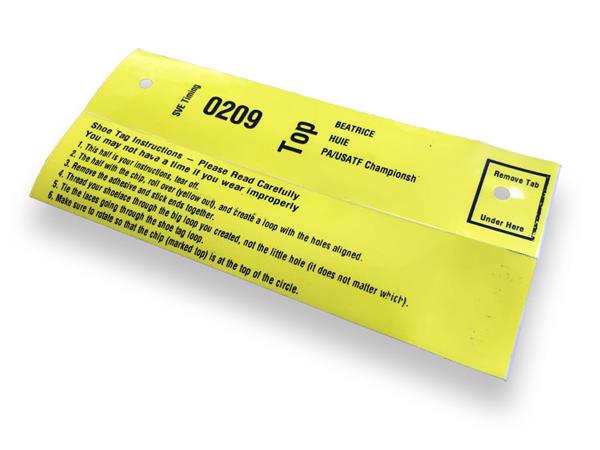 SVE Timing
0209
Top
BEATRICE
HUIE
PA/USATF Championsh
Remove Tab
Under Here
Shoe Tag Instructions — Please Read Carefully
You may not have a time if you wear improperly
1. This half is your instructions, tear off.
2. The half with the chip, roll over (yellow out), and create a loop with the holes aligned.
3. Remove the adhesive and stick ends together.
4. Thread your shoelace through the big loop you created, not the little hole (it does not matter which).
5. Tie the laces going through the shoe tag loop.
6. Make sure to rotate so that the chip (marked top) is at the top of the circle.